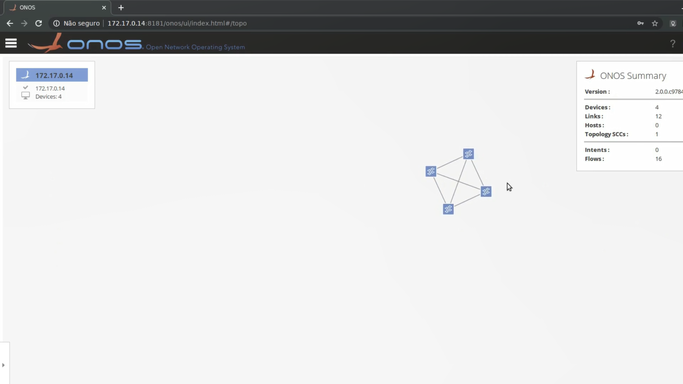 ONOS
Não seguro
172.17.0.14:8181/onos/ui/index.html#/topo
onos. Open Network Operating System
?
172.17.0.14
172.17.0.14
Devices: 4
ONOS Summary
Version : 2.0.0.c9784
Devices : 4
Links : 12
Hosts : 0
Topology SCCs : 1
Intents : 0
Flows : 16